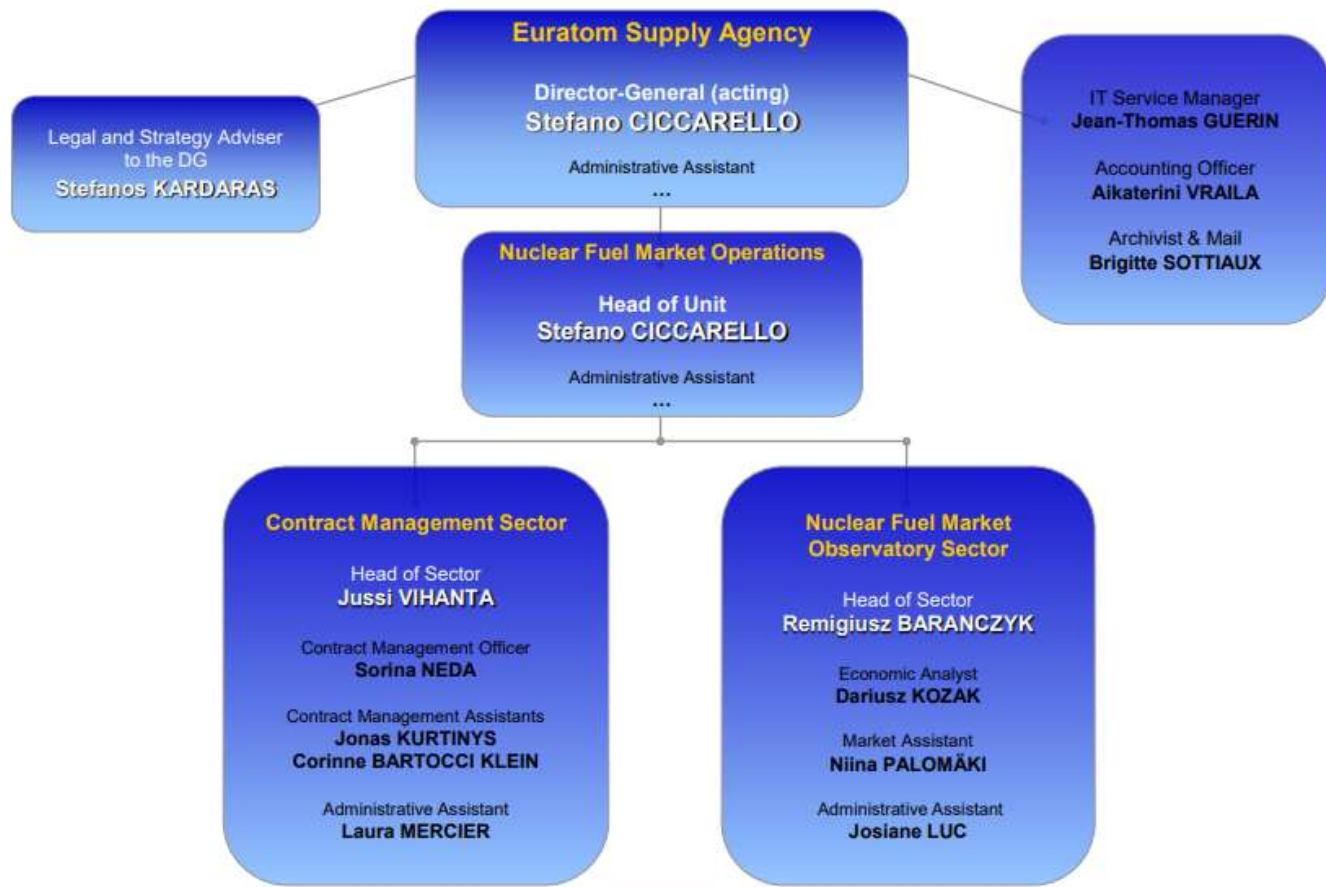 Euratom Supply Agency
Director-General (acting)
Stefano CICCARELLO
Administrative Assistant
...
Legal and Strategy Adviser
to the DG
Stefanos KARDARAS
IT Service Manager
Jean-Thomas GUERIN
Accounting Officer
Aikaterini VRAILA
Archivist & Mail
Brigitte SOTTIAUX
Nuclear Fuel Market Operations
Head of Unit
Stefano CICCARELLO
Administrative Assistant
...
Contract Management Sector
Head of Sector
Jussi VIHANTA
Contract Management Officer
Sorina NEDA
Contract Management Assistants
Jonas KURTINYS
Corinne BARTOCCI KLEIN
Administrative Assistant
Laura MERCIER
Nuclear Fuel Market
Observatory Sector
Head of Sector
Remigiusz BARANCZYK
Economic Analyst
Dariusz KOZAK
Market Assistant
Niina PALOMÄKI
Administrative Assistant
Josiane LUC